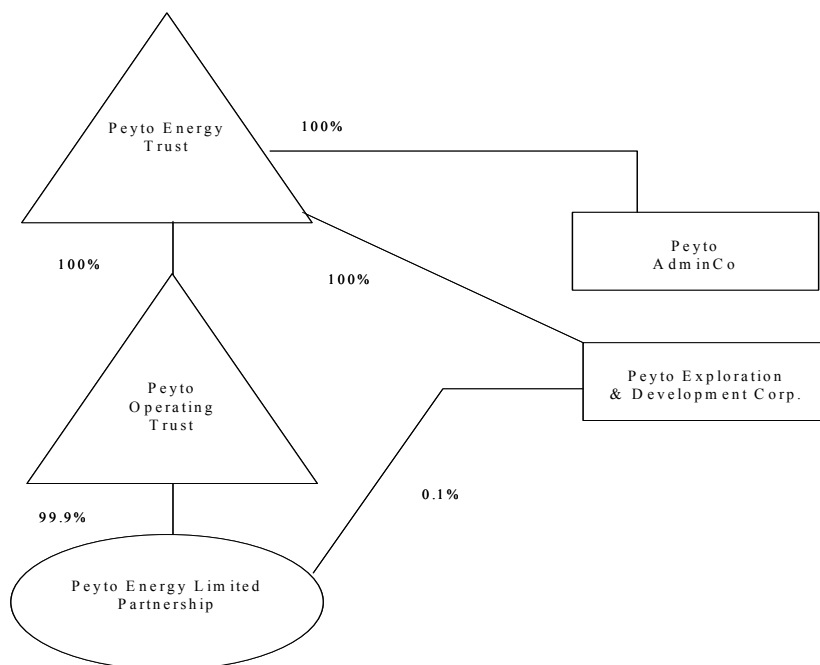 Peyto Energy
Trust
100%
Peyto
AdminCo
100%
100%
Peyto Exploration
& Development Corp.
Peyto
Operating
Trust
0.1%
99.9%
Peyto Energy Limited
Partnership